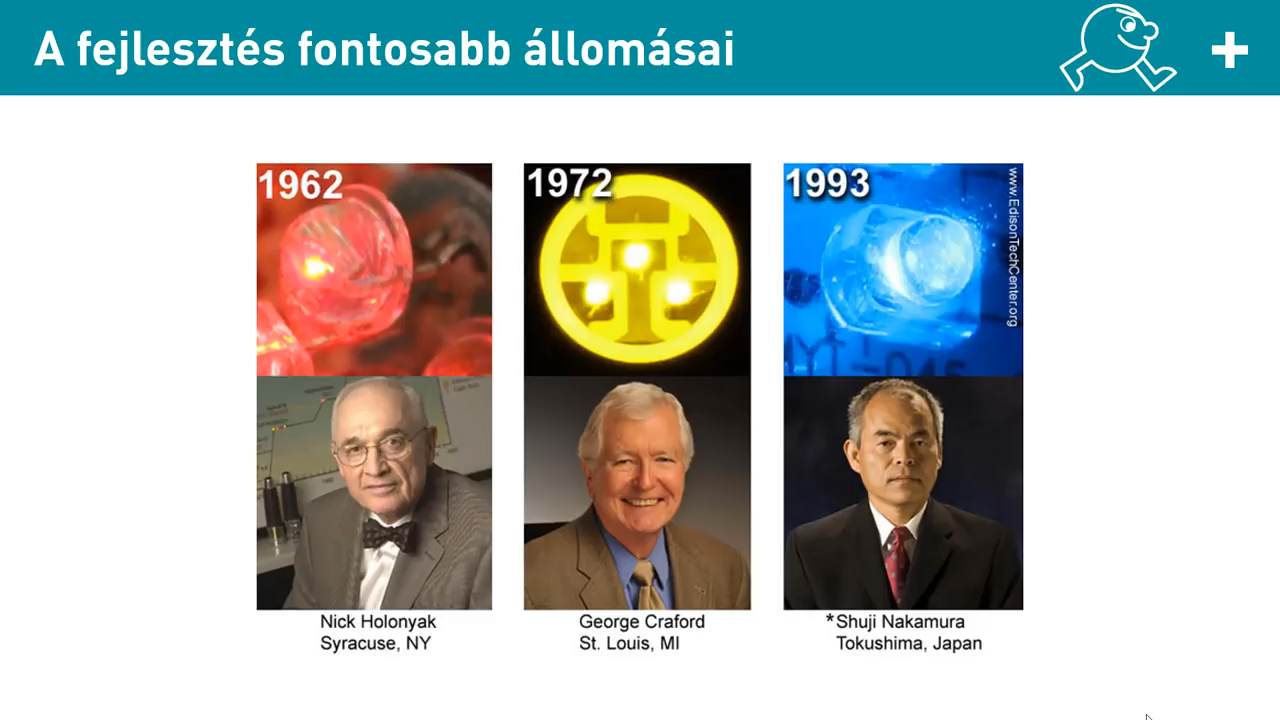 A fejlesztés fontosabb állomásai
1962
1972
1993
www.EdisonTechCenter.org
Nick Holonyak
Syracuse, NY
George Craford
St. Louis, MI
*Shuji Nakamura
Tokushima, Japan